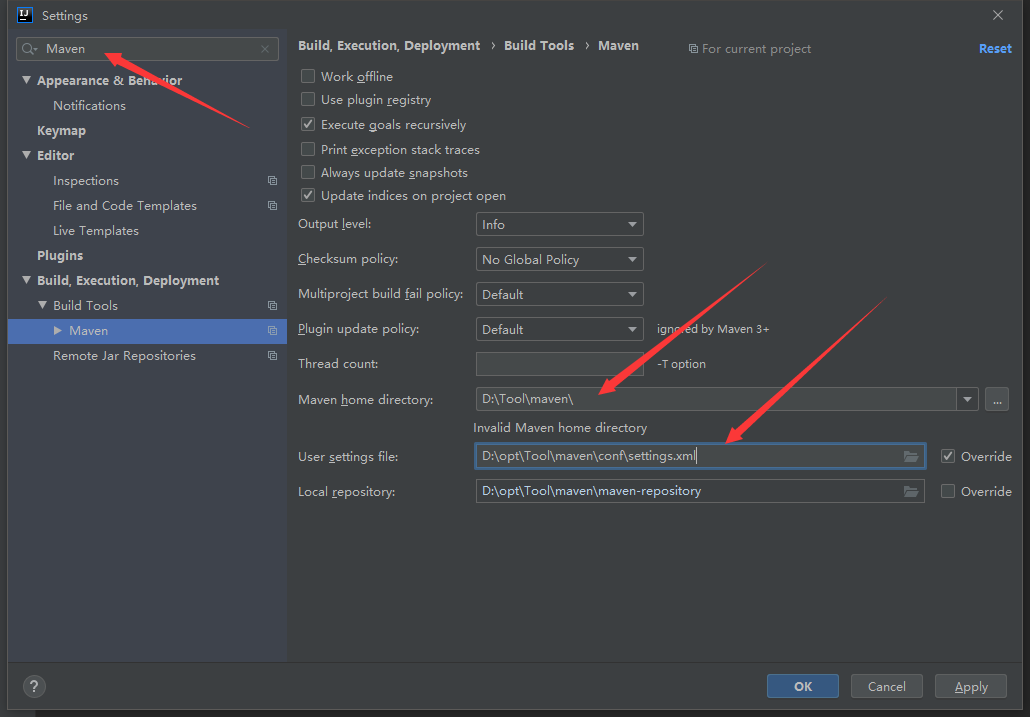 Settings
Maven
Appearance & Behavior
Notifications
Keymap
Editor
Inspections
File and Code Templates
Live Templates
Plugins
Build, Execution, Deployment
Build Tools
Maven
Remote Jar Repositories
Build, Execution, Deployment › Build Tools › Maven
For current project
Reset
Work offline
Use plugin registry
Execute goals recursively
Print exception stack traces
Always update snapshots
Update indices on project open
Output level: Info
Checksum policy: No Global Policy
Multiproject build fail policy: Default
Plugin update policy: Default ignored by Maven 3+
Thread count: -T option
Maven home directory: D:\Tool\maven\ ...
Invalid Maven home directory
User settings file: D:\opt\Tool\maven\conf\settings.xml Override
Local repository: D:\opt\Tool\maven\maven-repository Override
? OK Cancel Apply